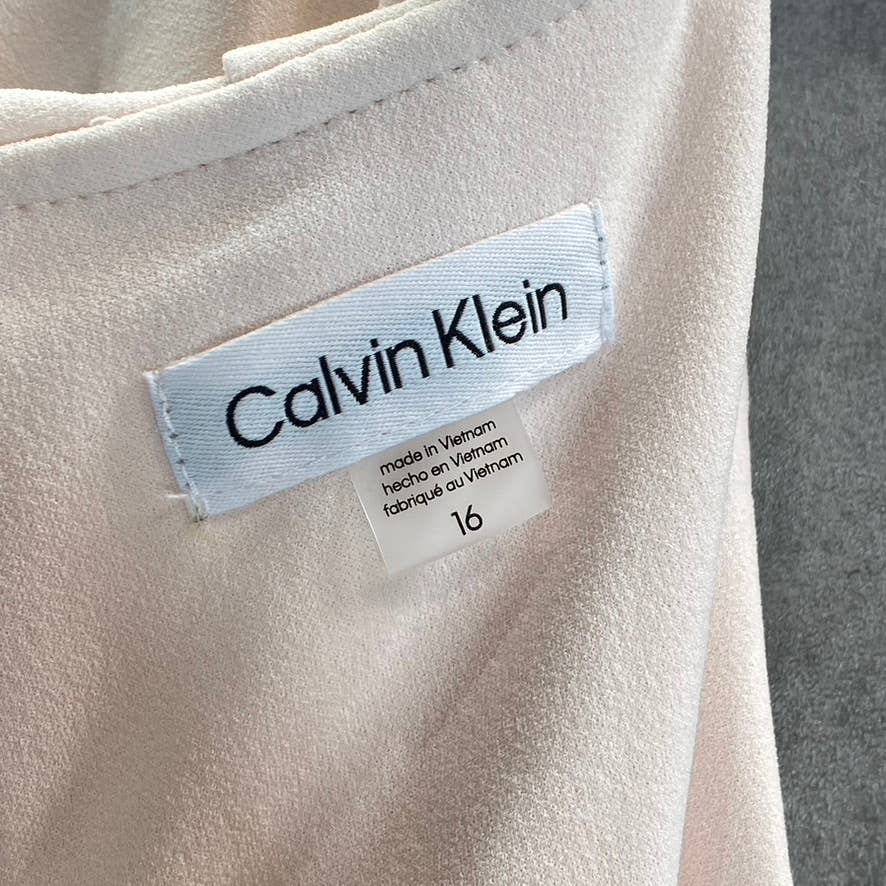 Calvin Klein
made in Vietnam
hecho en Vietnam
fabriqué au Vietnam
16